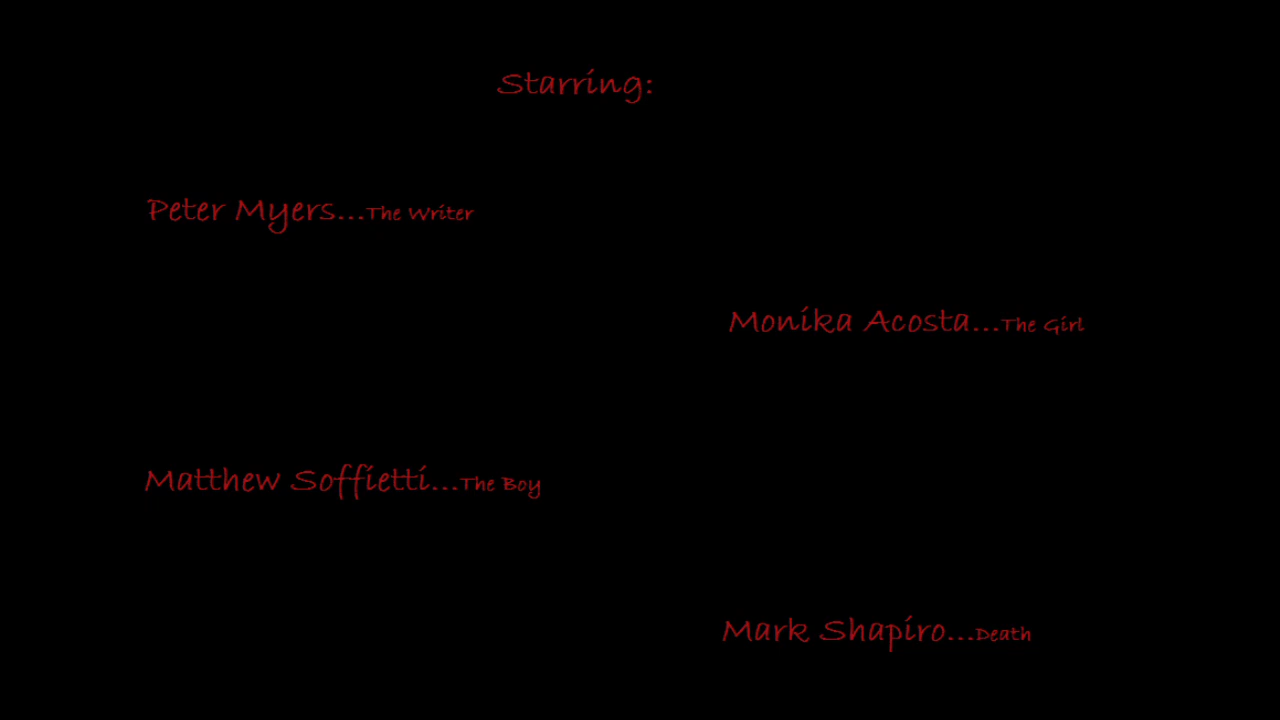 Starring:
Peter Myers...The Writer
Monika Acosta...The Girl
Matthew Soffietti...The Boy
Mark Shapiro...Death